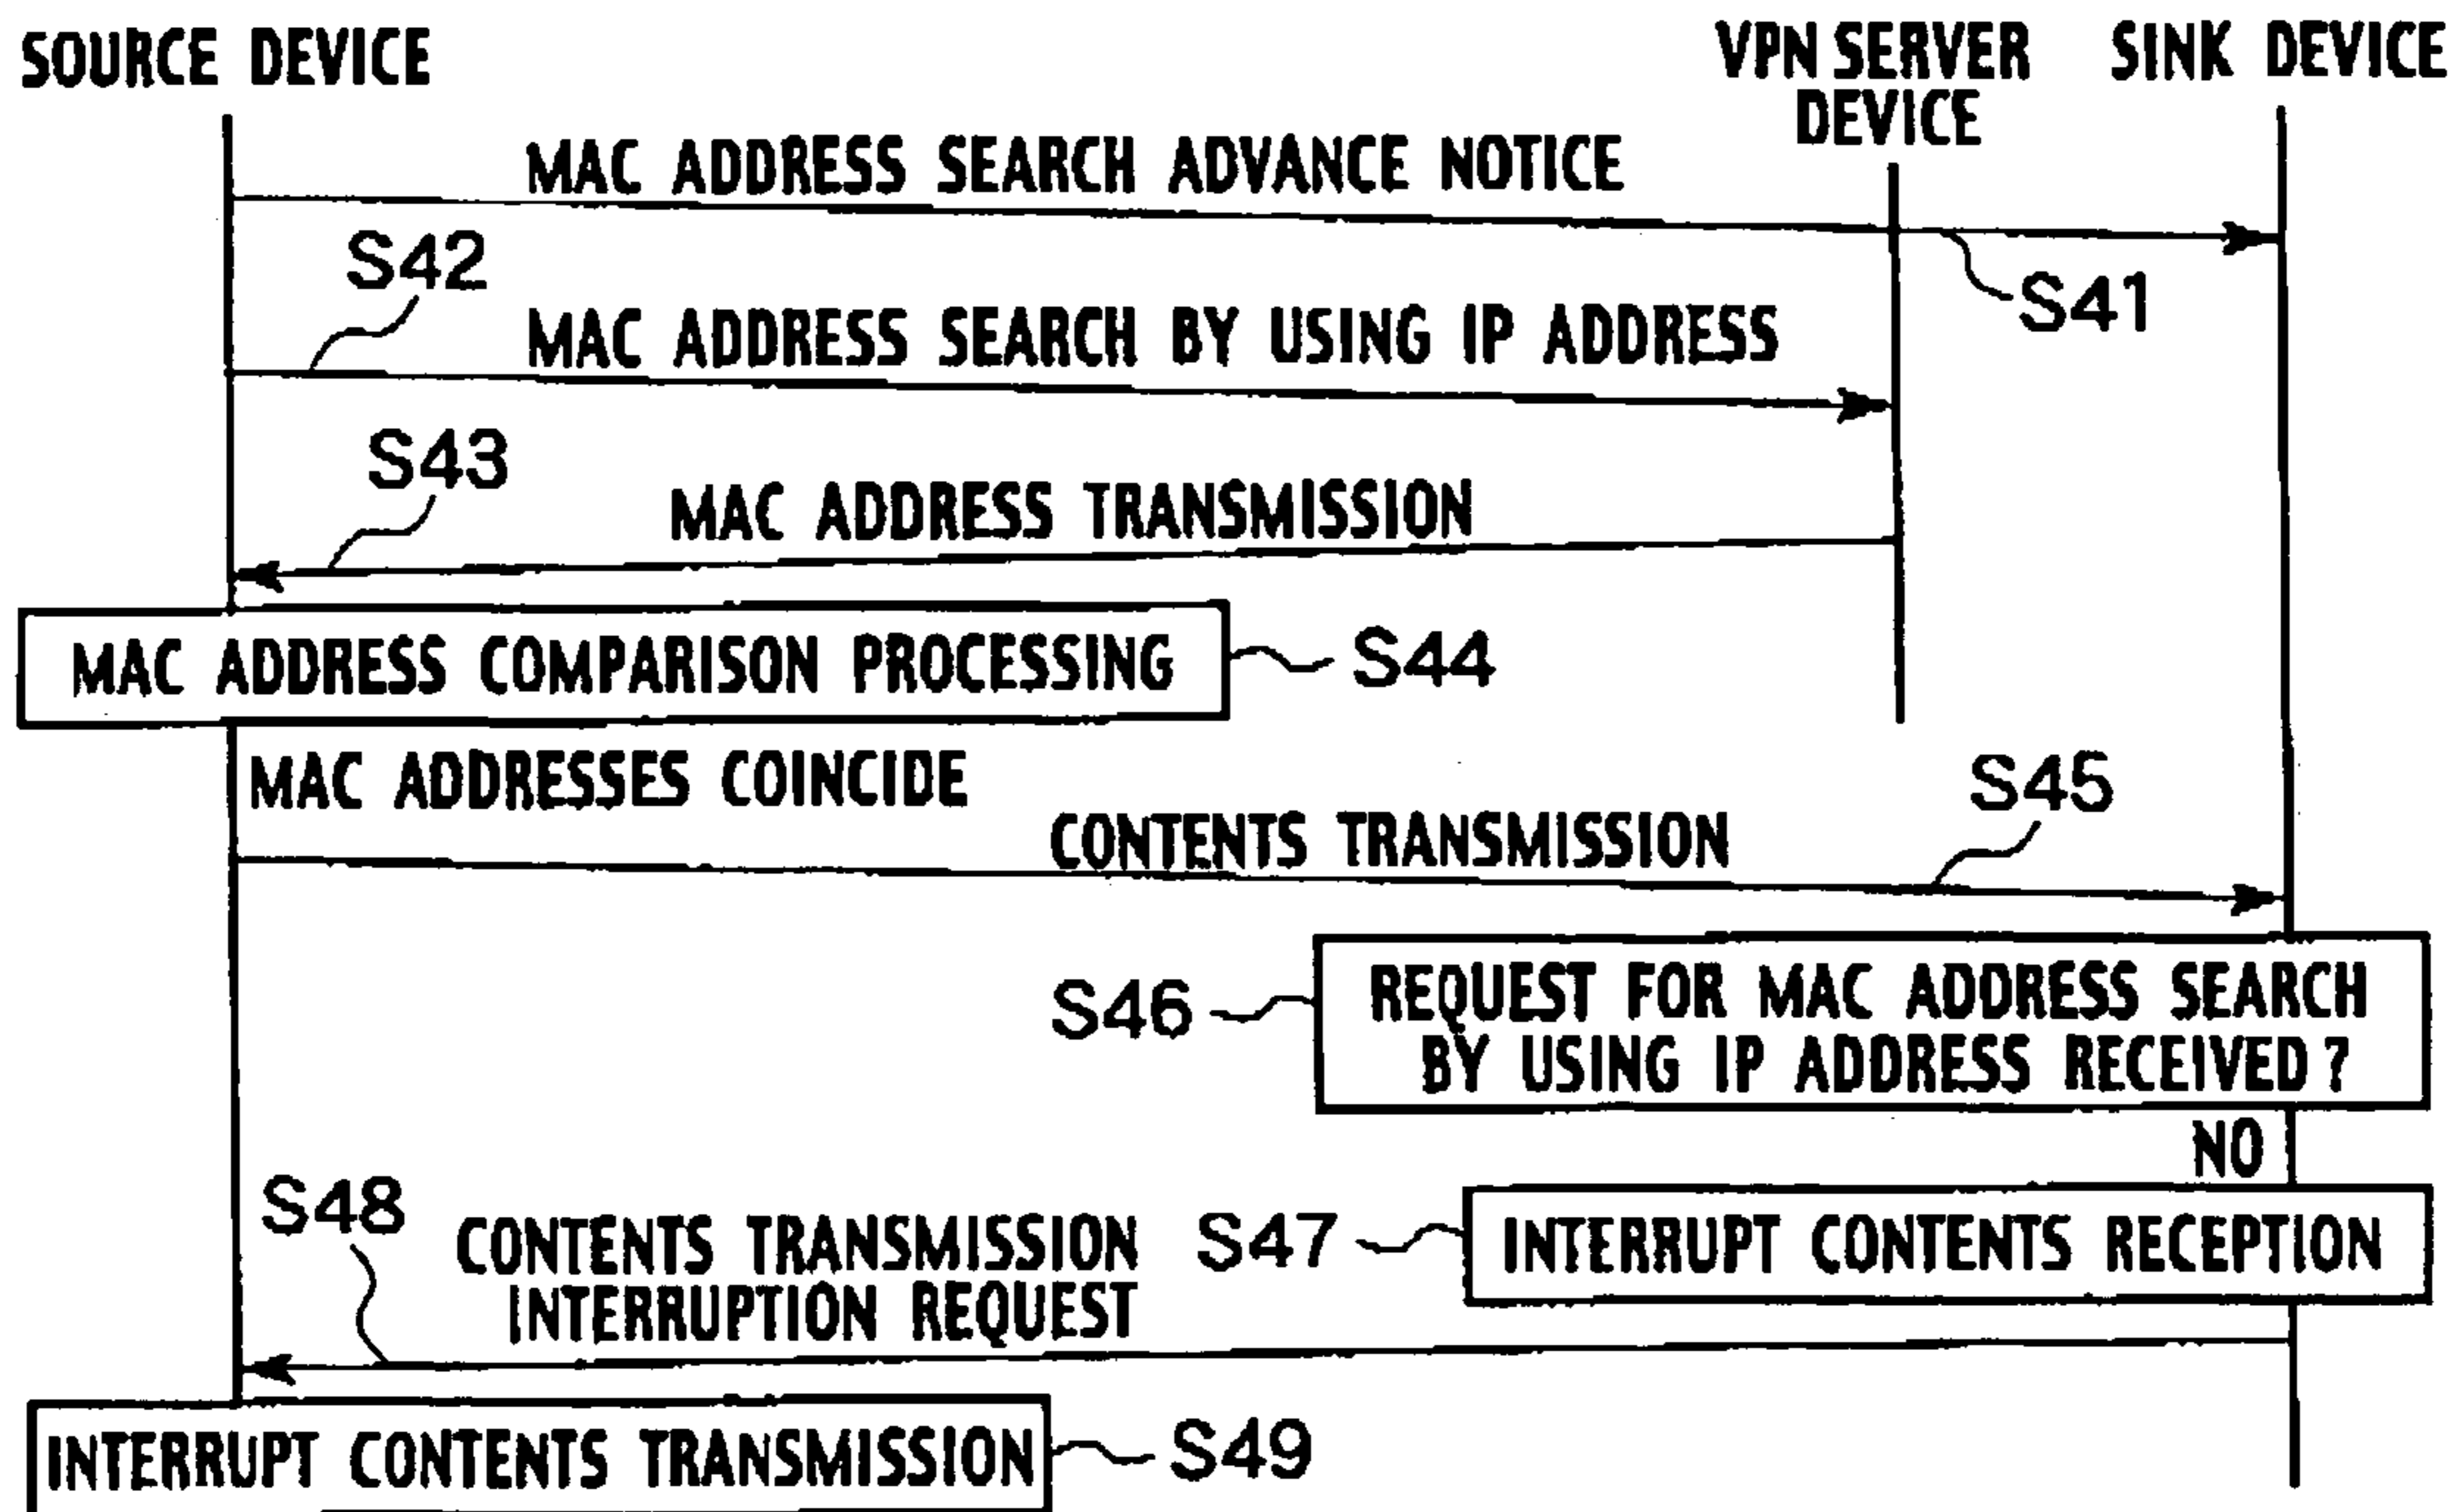 SOURCE DEVICE
VPN SERVER
DEVICE
SINK DEVICE
MAC ADDRESS SEARCH ADVANCE NOTICE
S41
S42
MAC ADDRESS SEARCH BY USING IP ADDRESS
S43
MAC ADDRESS TRANSMISSION
MAC ADDRESS COMPARISON PROCESSING
S44
MAC ADDRESSES COINCIDE
S45
CONTENTS TRANSMISSION
S46
REQUEST FOR MAC ADDRESS SEARCH
BY USING IP ADDRESS RECEIVED?
NO
S47
INTERRUPT CONTENTS RECEPTION
S48
CONTENTS TRANSMISSION
INTERRUPTION REQUEST
INTERRUPT CONTENTS TRANSMISSION
S49